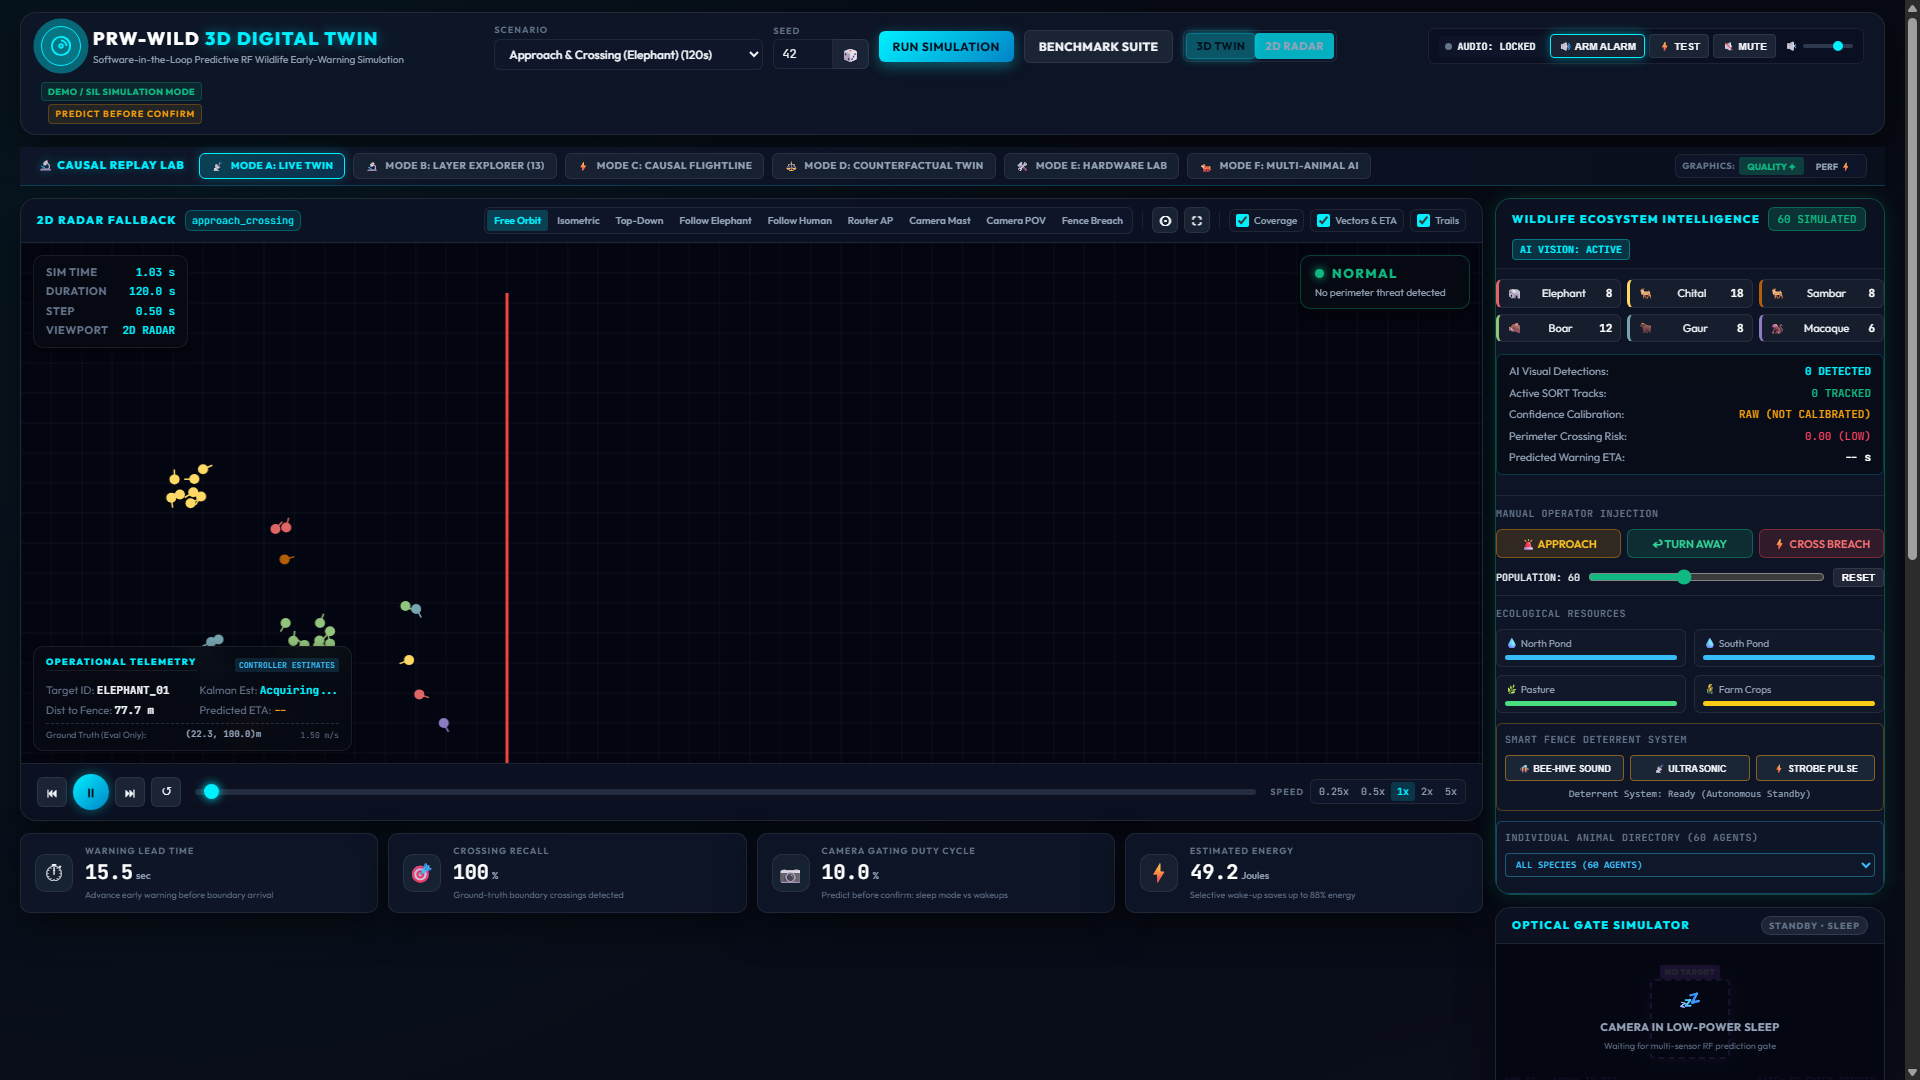 PRW-WILD 3D DIGITAL TWIN
Software-in-the-Loop Predictive RF Wildlife Early-Warning Simulation
DEMO / SIL SIMULATION MODE
PREDICT BEFORE CONFIRM
SCENARIO
Approach & Crossing (Elephant) (120s)
SEED
42
RUN SIMULATION
BENCHMARK SUITE
3D TWIN
2D RADAR
AUDIO: LOCKED
ARM ALARM
TEST
MUTE
CAUSAL REPLAY LAB
MODE A: LIVE TWIN
MODE B: LAYER EXPLORER (13)
MODE C: CAUSAL FLIGHTLINE
MODE D: COUNTERFACTUAL TWIN
MODE E: HARDWARE LAB
MODE F: MULTI-ANIMAL AI
GRAPHICS:
QUALITY
PERF
2D RADAR FALLBACK
approach_crossing
Free Orbit
Isometric
Top-Down
Follow Elephant
Follow Human
Router AP
Camera Mast
Camera POV
Fence Breach
Coverage
Vectors & ETA
Trails
SIM TIME 1.03 s
DURATION 120.0 s
STEP 0.50 s
VIEWPORT 2D RADAR
NORMAL
No perimeter threat detected
OPERATIONAL TELEMETRY
CONTROLLER ESTIMATES
Target ID: ELEPHANT_01
Kalman Est: Acquiring...
Dist to Fence: 77.7 m
Predicted ETA: --
Ground Truth (Eval Only): (22.3, 100.0)m 1.50 m/s
SPEED
0.25x
0.5x
1x
2x
5x
WARNING LEAD TIME
15.5 sec
Advance early warning before boundary arrival
CROSSING RECALL
100 %
Ground-truth boundary crossings detected
CAMERA GATING DUTY CYCLE
10.0 %
Predict before confirm: sleep mode vs wakeups
ESTIMATED ENERGY
49.2 Joules
Selective wake-up saves up to 88% energy
WILDLIFE ECOSYSTEM INTELLIGENCE
60 SIMULATED
AI VISION: ACTIVE
Elephant 8
Chital 18
Sambar 8
Boar 12
Gaur 8
Macaque 6
AI Visual Detections: 0 DETECTED
Active SORT Tracks: 0 TRACKED
Confidence Calibration: RAW (NOT CALIBRATED)
Perimeter Crossing Risk: 0.00 (LOW)
Predicted Warning ETA: -- s
MANUAL OPERATOR INJECTION
APPROACH
TURN AWAY
CROSS BREACH
POPULATION: 60
RESET
ECOLOGICAL RESOURCES
North Pond
South Pond
Pasture
Farm Crops
SMART FENCE DETERRENT SYSTEM
BEE-HIVE SOUND
ULTRASONIC
STROBE PULSE
Deterrent System: Ready (Autonomous Standby)
INDIVIDUAL ANIMAL DIRECTORY (60 AGENTS)
ALL SPECIES (60 AGENTS)
OPTICAL GATE SIMULATOR
STANDBY • SLEEP
NO TARGET
CAMERA IN LOW-POWER SLEEP
Waiting for multi-sensor RF prediction gate